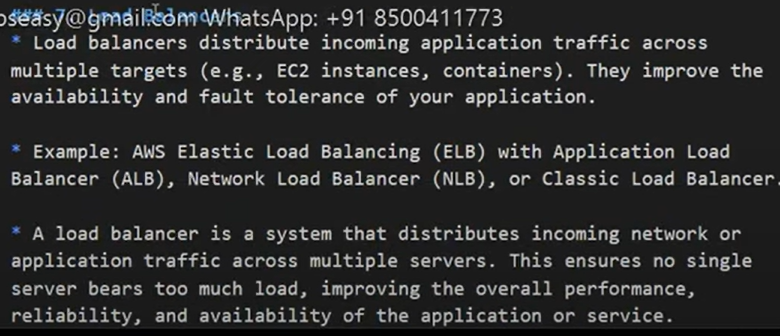 ### 7. Load Balancers
oseasy@gmail.com WhatsApp: +91 8500411773
* Load balancers distribute incoming application traffic across
multiple targets (e.g., EC2 instances, containers). They improve the
availability and fault tolerance of your application.
* Example: AWS Elastic Load Balancing (ELB) with Application Load
Balancer (ALB), Network Load Balancer (NLB), or Classic Load Balancer.
* A load balancer is a system that distributes incoming network or
application traffic across multiple servers. This ensures no single
server bears too much load, improving the overall performance,
reliability, and availability of the application or service.